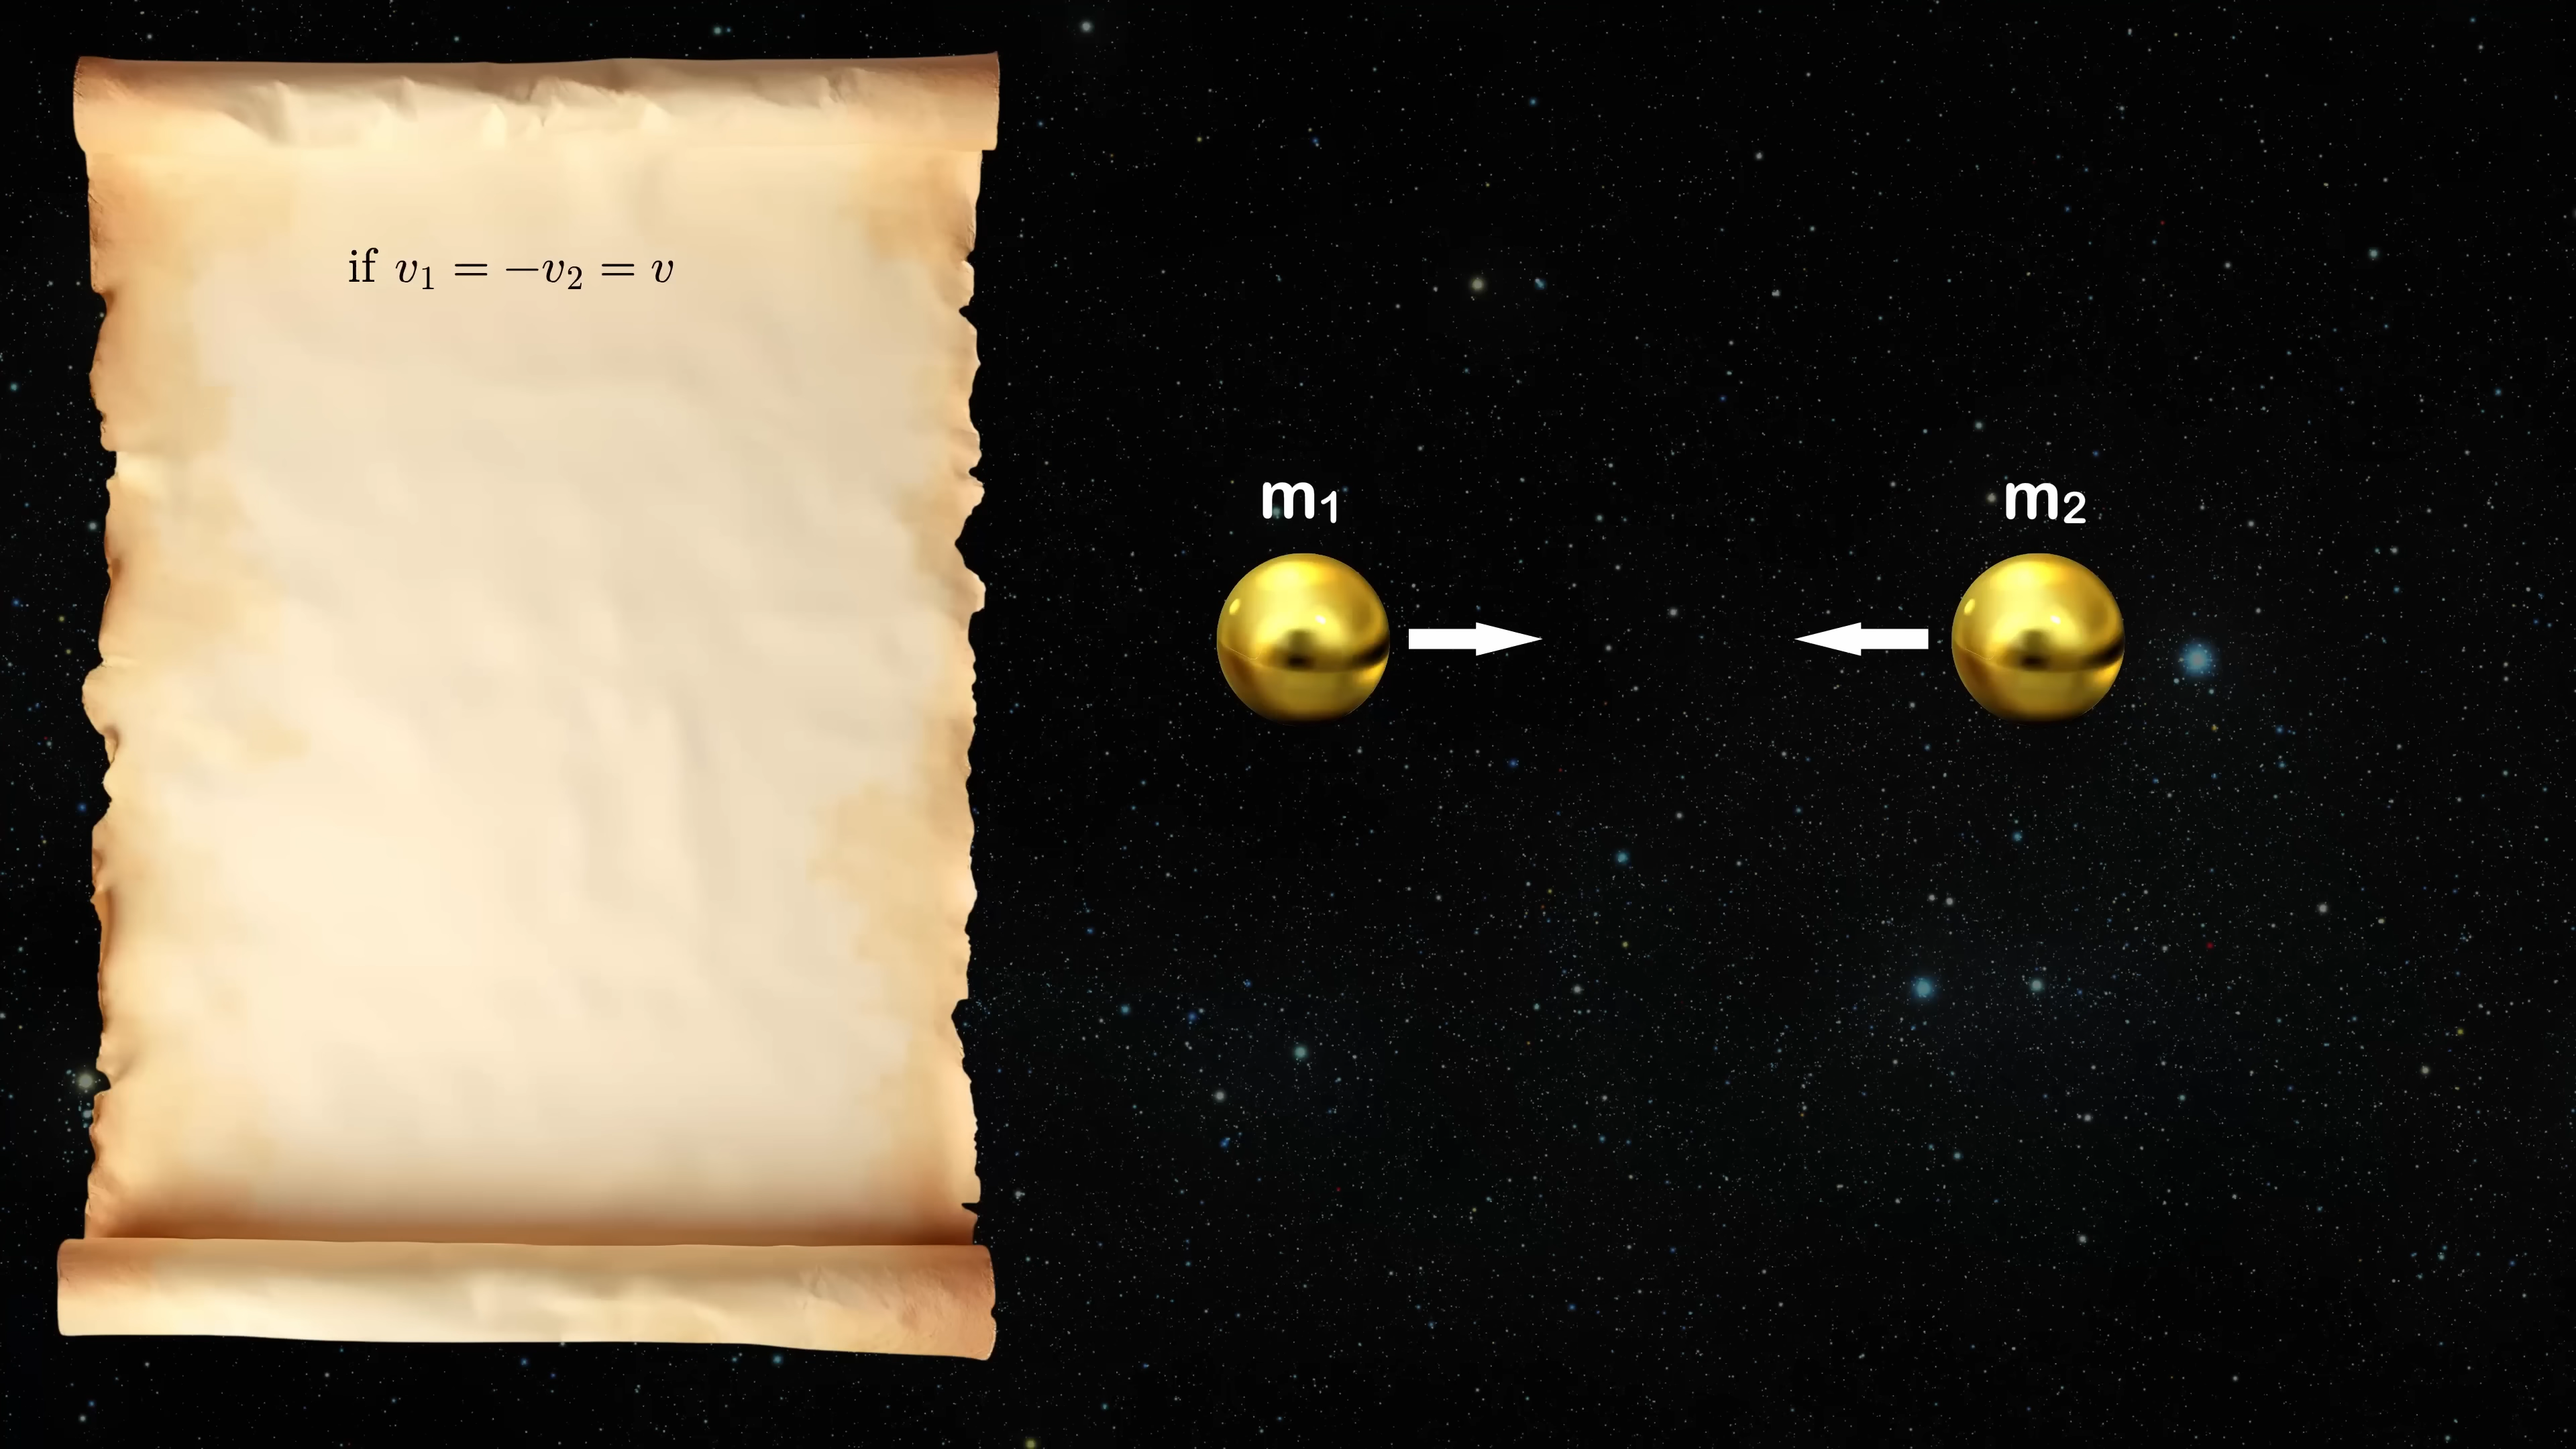 if v₁ = −v₂ = v
m₁
m₂